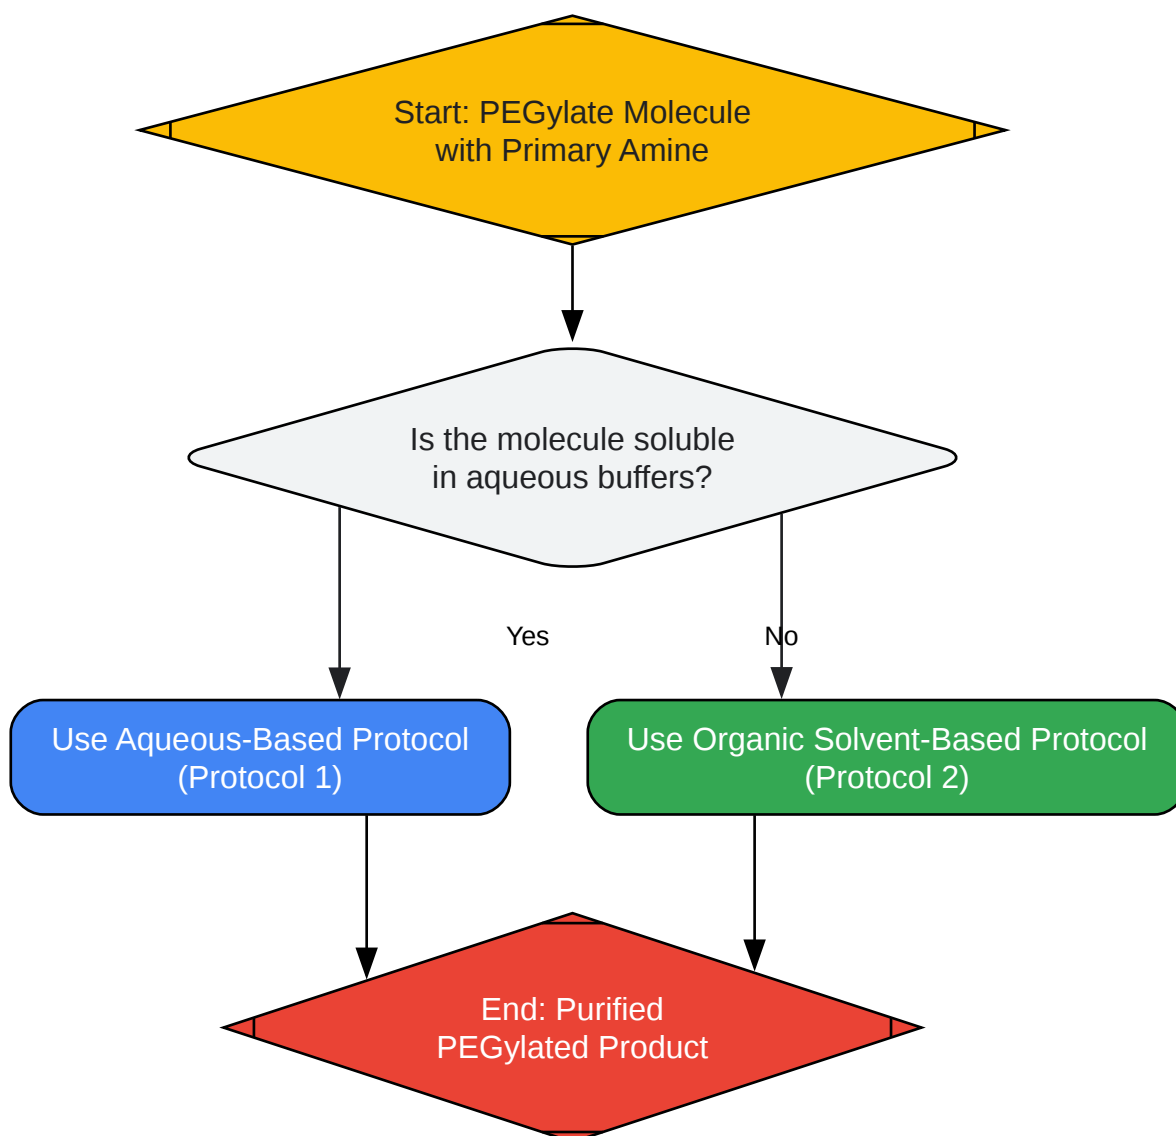 Start: PEGylate Molecule
with Primary Amine
Is the molecule soluble
in aqueous buffers?
Yes
No
Use Aqueous-Based Protocol
(Protocol 1)
Use Organic Solvent-Based Protocol
(Protocol 2)
End: Purified
PEGylated Product